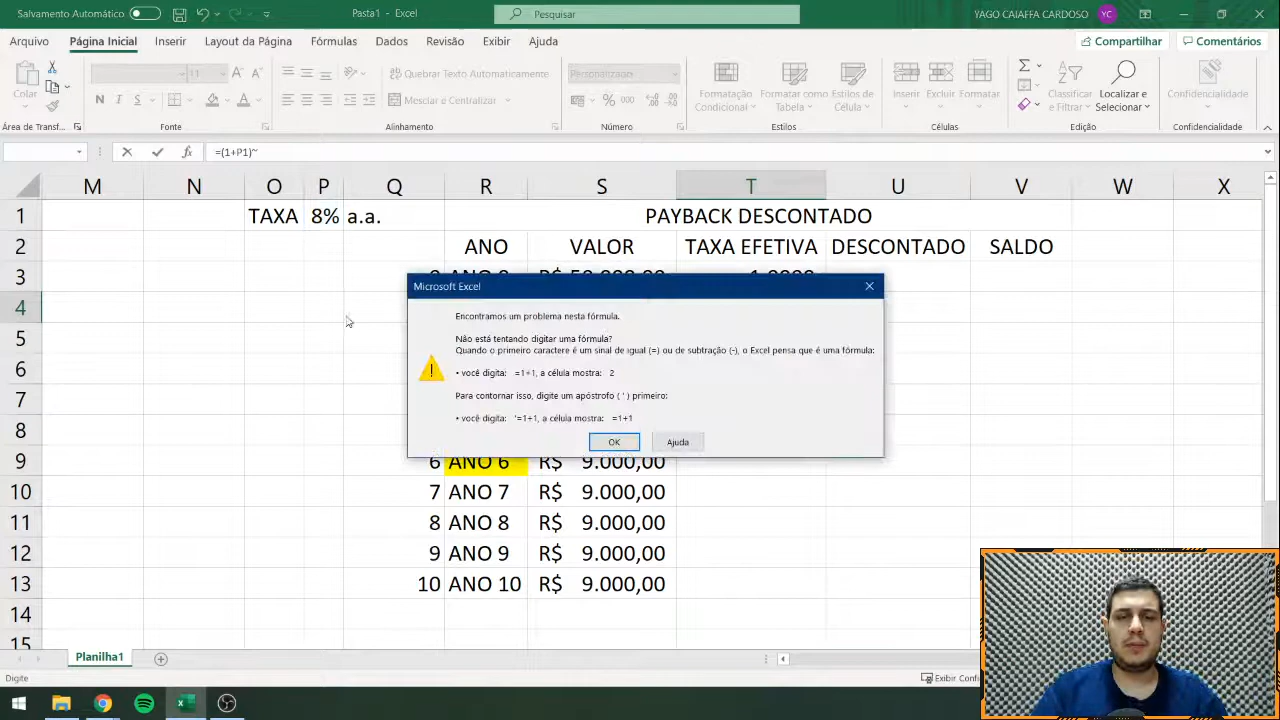 Salvamento Automático
Pasta1 - Excel
Pesquisar
YAGO CAIAFFA CARDOSO YC
Arquivo Página Inicial Inserir Layout da Página Fórmulas Dados Revisão Exibir Ajuda Compartilhar Comentários
Colar
N I S
Quebrar Texto Automaticamente
Mesclar e Centralizar
% 000
Formatação Condicional
Formatar como Tabela
Estilos de Célula
Inserir Excluir Formatar
Classificar e Filtrar
Localizar e Selecionar
Confidencialidade
Área de Transf... Fonte Alinhamento Número Estilos Células Edição Confidencialidade
fx =(1+P1)~
M N O P Q R S T U V W X
1 TAXA 8% a.a. PAYBACK DESCONTADO
2 ANO VALOR TAXA EFETIVA DESCONTADO SALDO
3
4
5
6
7
8
Microsoft Excel
Encontramos um problema nesta fórmula.
Não está tentando digitar uma fórmula?
Quando o primeiro caractere é um sinal de igual (=) ou de subtração (-), o Excel pensa que é uma fórmula:
• você digita: =1+1, a célula mostra: 2
Para contornar isso, digite um apóstrofo ( ' ) primeiro:
• você digita: '=1+1, a célula mostra: =1+1
OK Ajuda
9 6 ANO 6 R$ 9.000,00
10 7 ANO 7 R$ 9.000,00
11 8 ANO 8 R$ 9.000,00
12 9 ANO 9 R$ 9.000,00
13 10 ANO 10 R$ 9.000,00
14
15
Planilha1
Digite